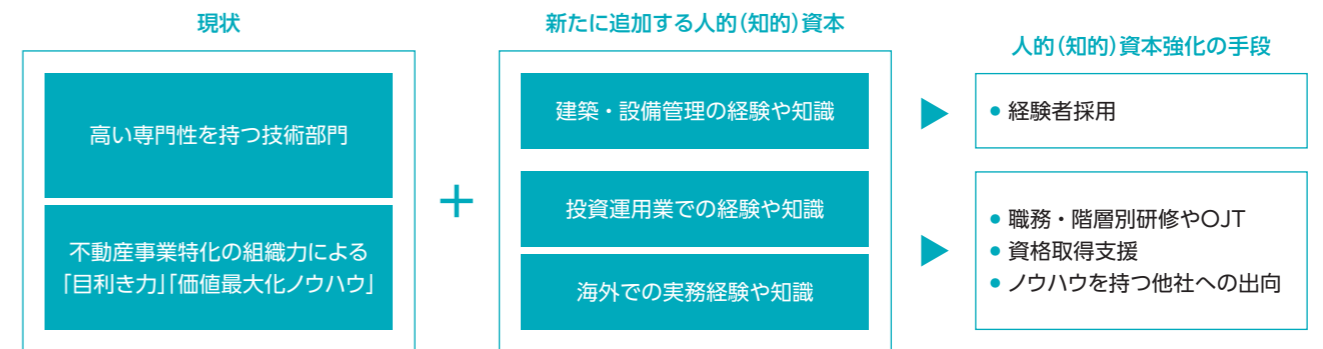 現状
高い専門性を持つ技術部門
不動産事業特化の組織力による
「目利き力」「価値最大化ノウハウ」
+
新たに追加する人的(知的)資本
建築・設備管理の経験や知識
投資運用業での経験や知識
海外での実務経験や知識
人的(知的)資本強化の手段
● 経験者採用
● 職務・階層別研修やOJT
● 資格取得支援
● ノウハウを持つ他社への出向